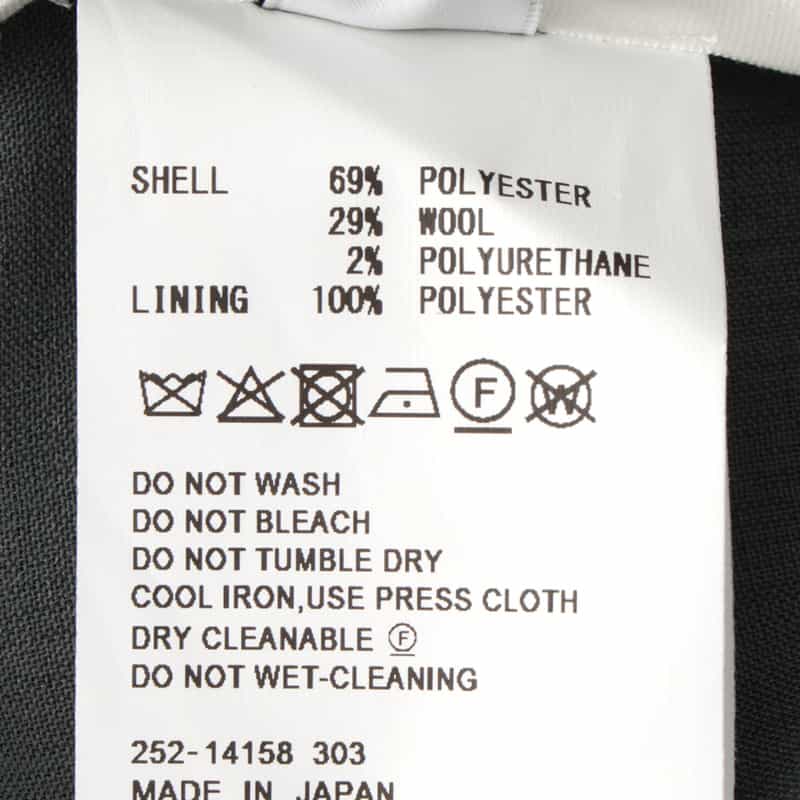 SHELL 69% POLYESTER
29% WOOL
2% POLYURETHANE
LINING 100% POLYESTER
F W
DO NOT WASH
DO NOT BLEACH
DO NOT TUMBLE DRY
COOL IRON,USE PRESS CLOTH
DRY CLEANABLE Ⓕ
DO NOT WET-CLEANING
252-14158 303
MADE IN JAPAN